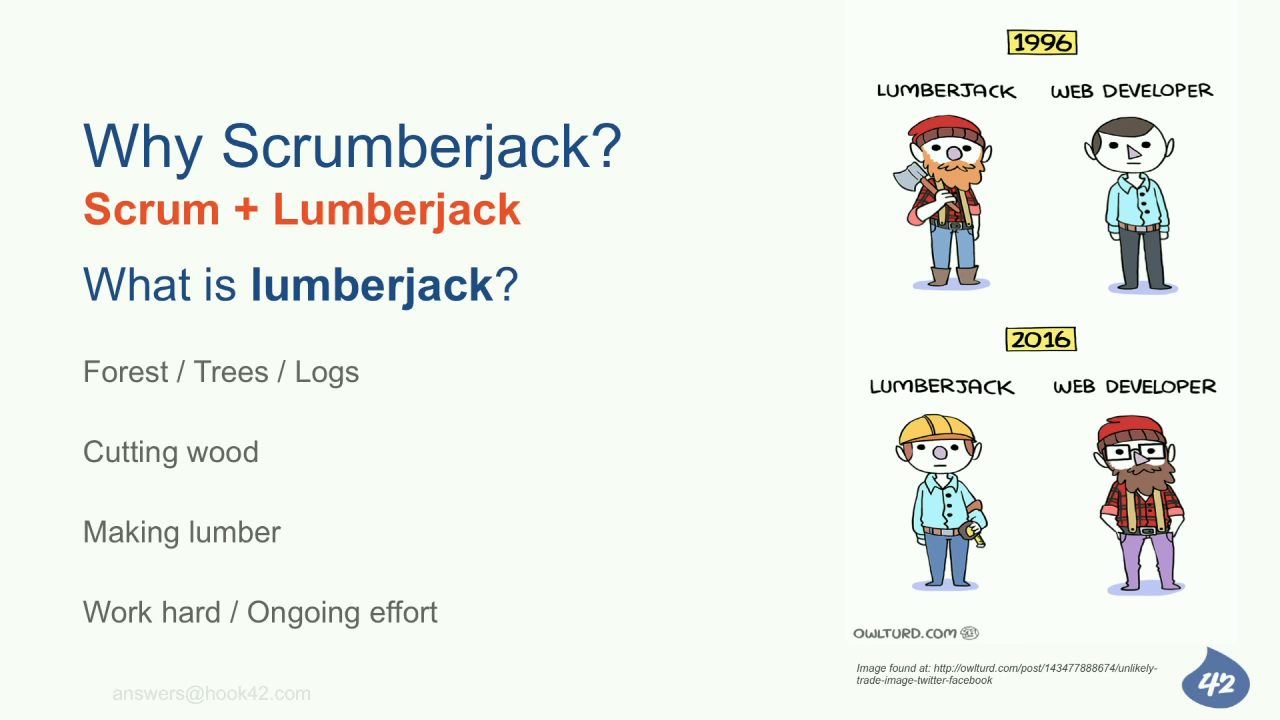 Why Scrumberjack?
Scrum + Lumberjack
What is lumberjack?
Forest / Trees / Logs
Cutting wood
Making lumber
Work hard / Ongoing effort
answers@hook42.com
1996
LUMBERJACK WEB DEVELOPER
2016
LUMBERJACK WEB DEVELOPER
OWLTURD.COM
Image found at: http://owlturd.com/post/143477888674/unlikely-
trade-image-twitter-facebook
42